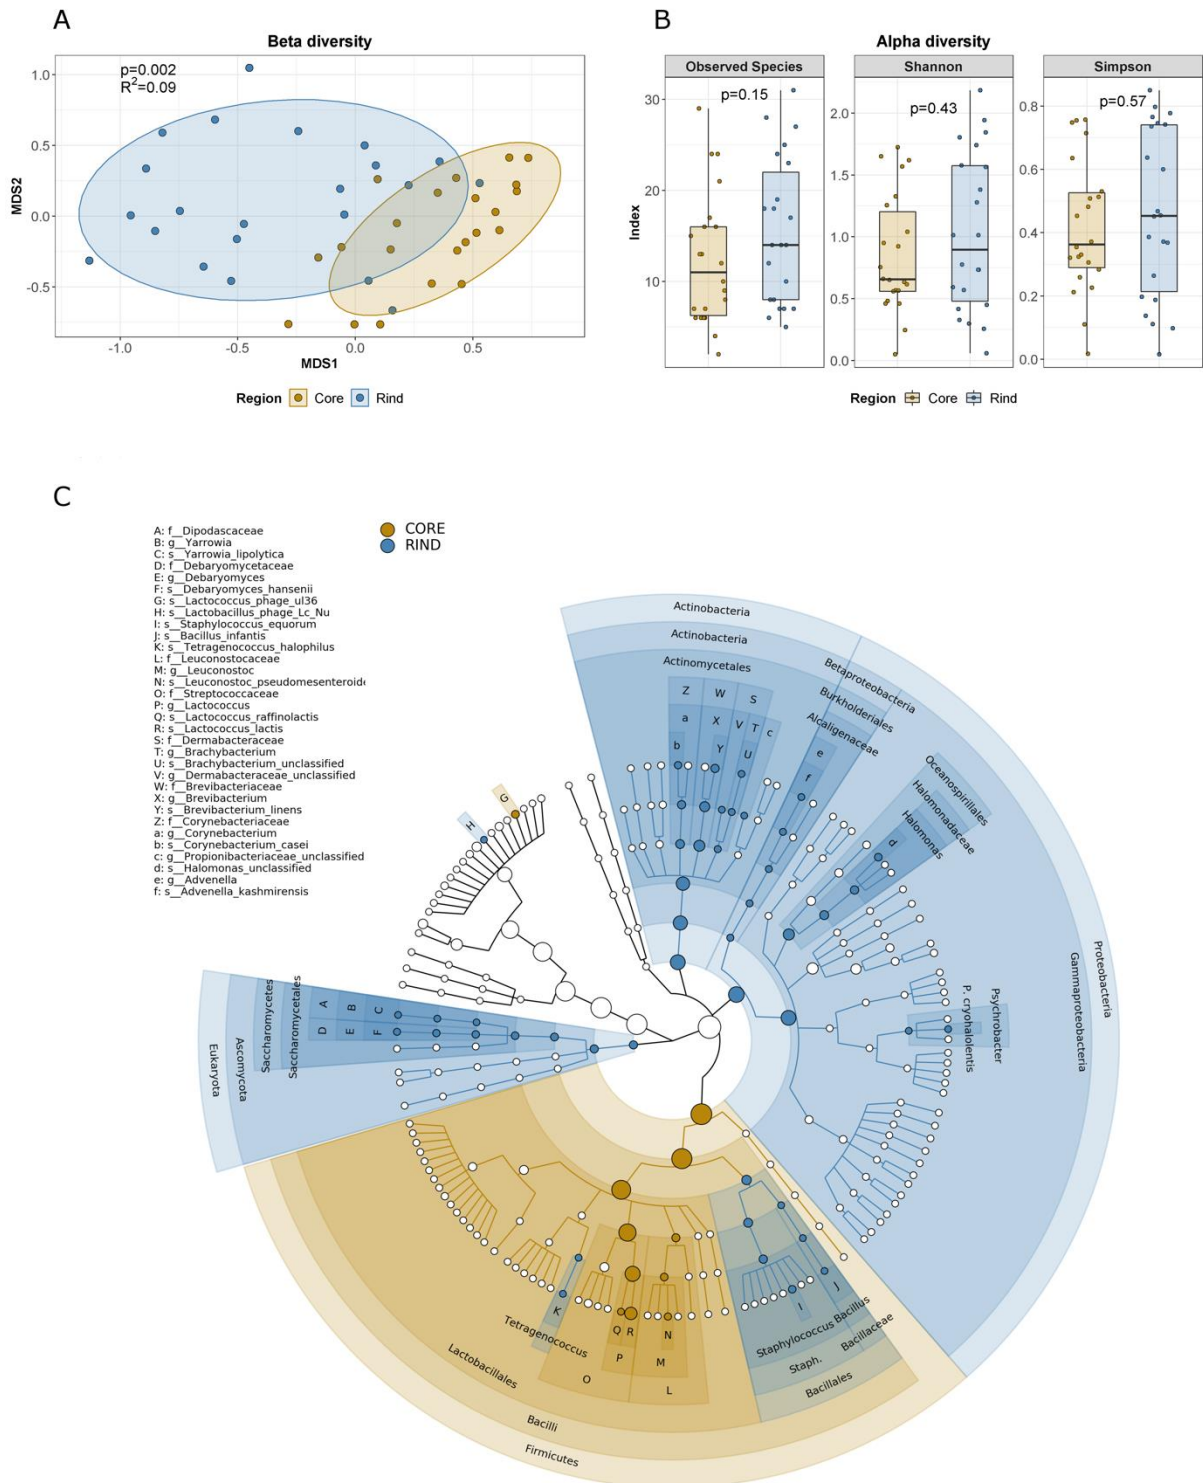 A
Beta diversity
p=0.002
R²=0.09
1.0
0.5
0.0
-0.5
MDS2
-1.0
-0.5
0.0
0.5
MDS1
Region Core Rind
B
Alpha diversity
Observed Species
Shannon
Simpson
p=0.15
p=0.43
p=0.57
Index
30
20
10
2.0
1.5
1.0
0.5
0.0
0.8
0.6
0.4
0.2
0.0
Region Core Rind
C
CORE
RIND
A: f__Dipodascaceae
B: g__Yarrowia
C: s__Yarrowia_lipolytica
D: f__Debaryomycetaceae
E: g__Debaryomyces
F: s__Debaryomyces_hansenii
G: s__Lactococcus_phage_ul36
H: s__Lactobacillus_phage_Lc_Nu
I: s__Staphylococcus_equorum
J: s__Bacillus_infantis
K: s__Tetragenococcus_halophilus
L: f__Leuconostocaceae
M: g__Leuconostoc
N: s__Leuconostoc_pseudomesenteroide
O: f__Streptococcaceae
P: g__Lactococcus
Q: s__Lactococcus_raffinolactis
R: s__Lactococcus_lactis
S: f__Dermabacteraceae
T: g__Brachybacterium
U: s__Brachybacterium_unclassified
V: g__Dermabacteraceae_unclassified
W: f__Brevibacteriaceae
X: g__Brevibacterium
Y: s__Brevibacterium_linens
Z: f__Corynebacteriaceae
a: g__Corynebacterium
b: s__Corynebacterium_casei
c: g__Propionibacteriaceae_unclassified
d: s__Halomonas_unclassified
e: g__Advenella
f: s__Advenella_kashmirensis
Actinobacteria
Actinobacteria
Actinomycetales
Z W S
a X V T c
b Y U
Betaproteobacteria
Burkholderiales
Alcaligenaceae
e
f
Oceanospirillales
Halomonadaceae
Halomonas
d
Proteobacteria
Gammaproteobacteria
Psychrobacter
P. cryohalolentis
G
H
Eukaryota
Ascomycota
Saccharomycetes
Saccharomycetales
A B C
D E F
K
Tetragenococcus
Q R
P
O
N
M
L
Lactobacillales
Bacilli
Firmicutes
I
J
Staphylococcus
Bacillus
Staph.
Bacillaceae
Bacillales